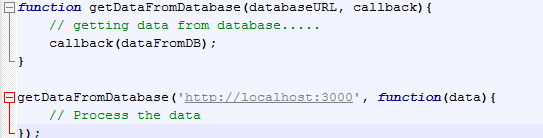 function getDataFromDatabase(databaseURL, callback){
    // getting data from database.....
    callback(dataFromDB);
}
getDataFromDatabase('http://localhost:3000', function(data){
    // Process the data
});